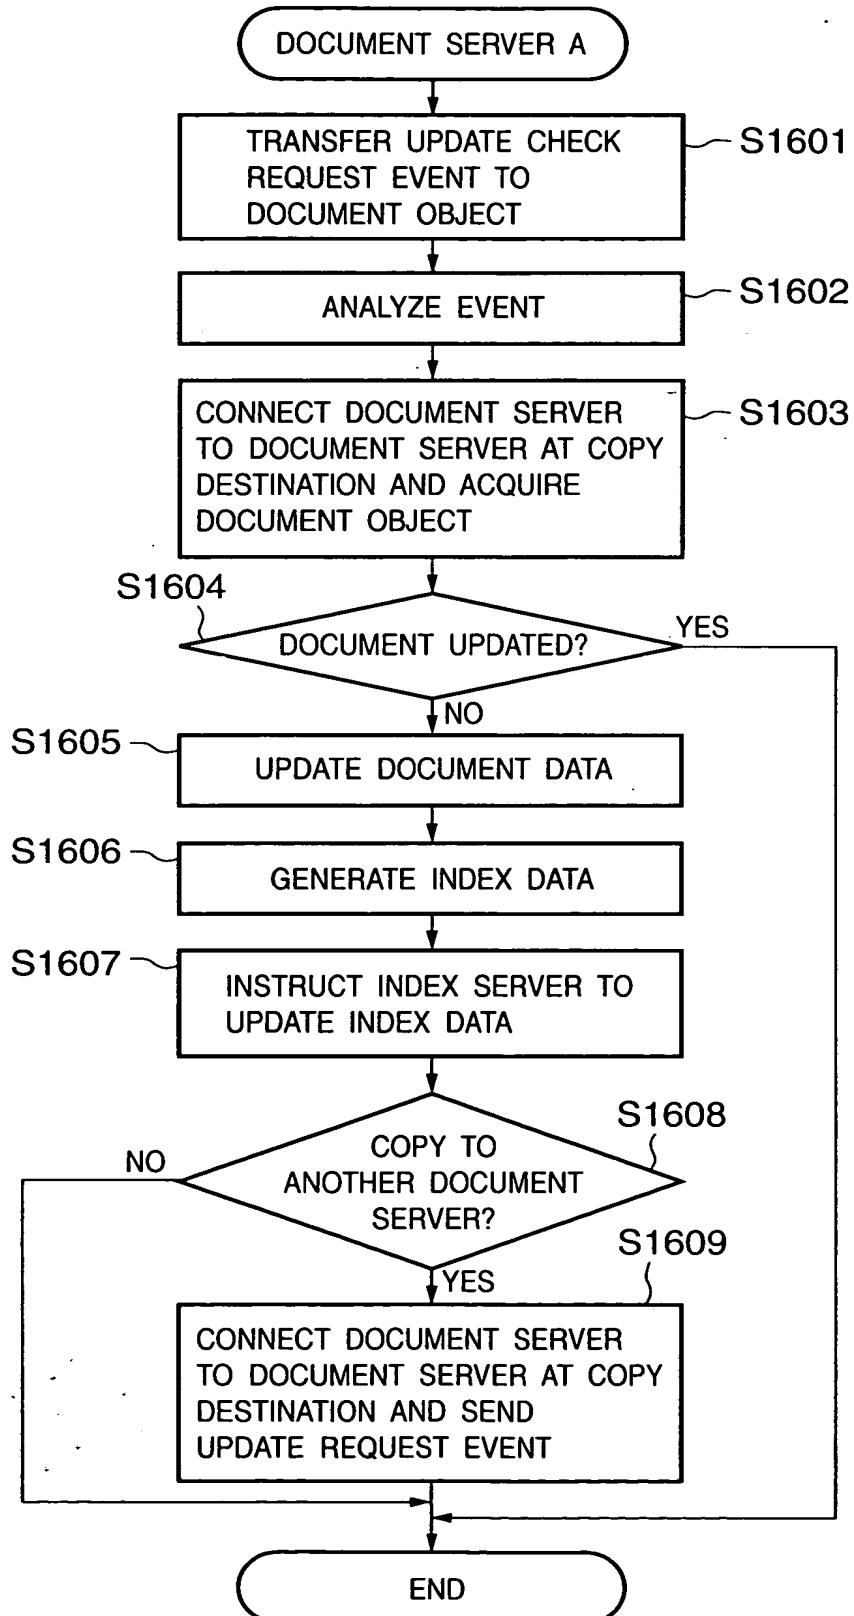 DOCUMENT SERVER A
TRANSFER UPDATE CHECK
REQUEST EVENT TO
DOCUMENT OBJECT
S1601
ANALYZE EVENT
S1602
CONNECT DOCUMENT SERVER
TO DOCUMENT SERVER AT COPY
DESTINATION AND ACQUIRE
DOCUMENT OBJECT
S1603
S1604
DOCUMENT UPDATED?
YES
NO
S1605
UPDATE DOCUMENT DATA
S1606
GENERATE INDEX DATA
S1607
INSTRUCT INDEX SERVER TO
UPDATE INDEX DATA
S1608
COPY TO
ANOTHER DOCUMENT
SERVER?
NO
YES
S1609
CONNECT DOCUMENT SERVER
TO DOCUMENT SERVER AT COPY
DESTINATION AND SEND
UPDATE REQUEST EVENT
END